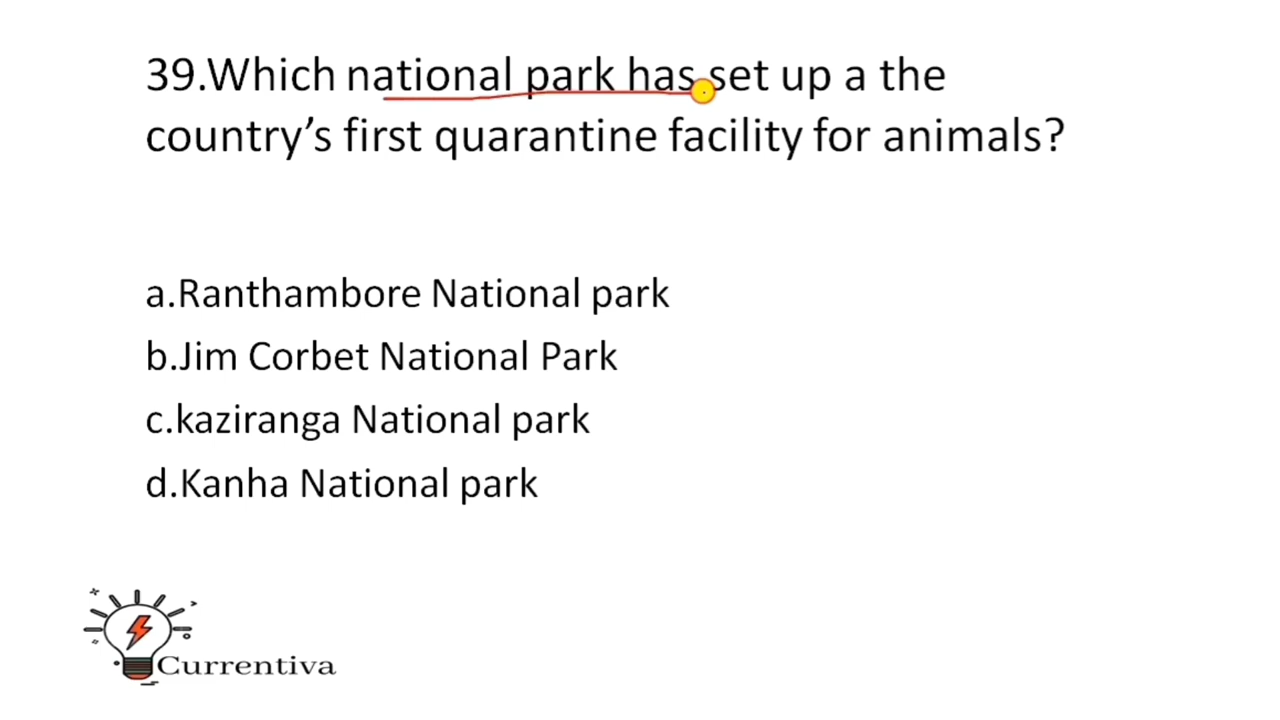 39.Which national park has set up a the
country’s first quarantine facility for animals?
a.Ranthambore National park
b.Jim Corbet National Park
c.kaziranga National park
d.Kanha National park
Currentiva